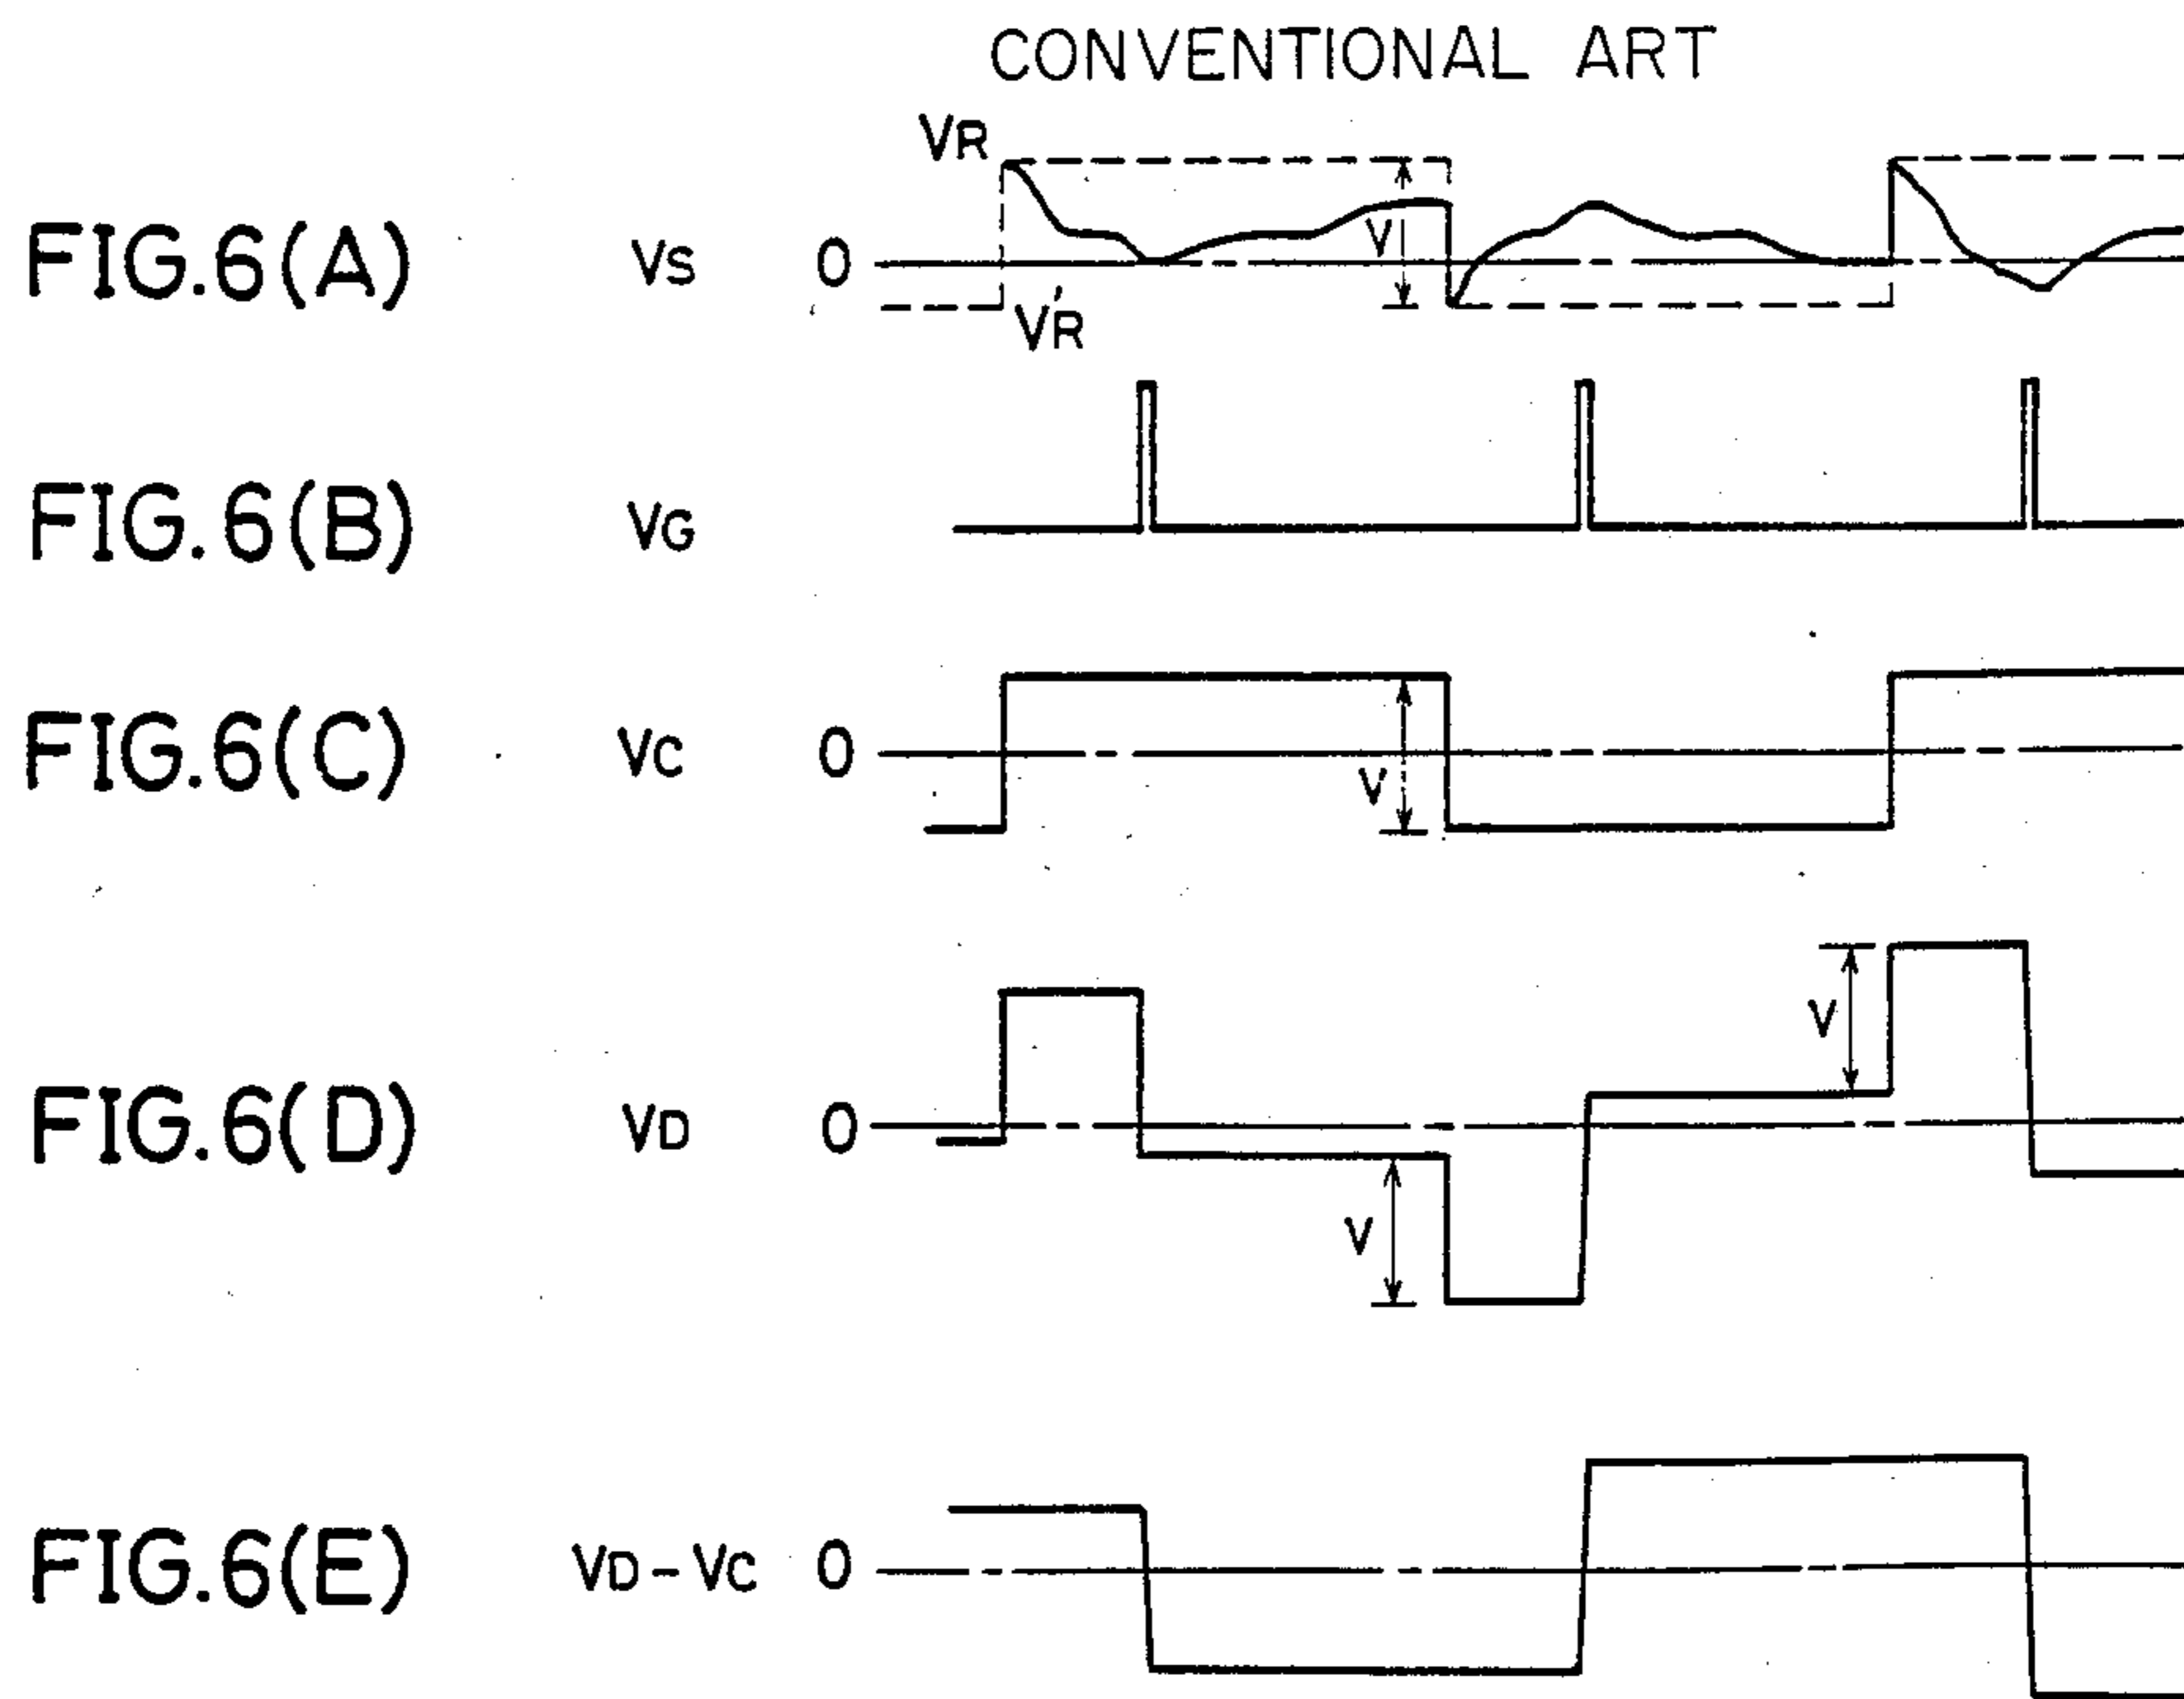 CONVENTIONAL ART
VR
FIG.6(A) VS 0 V
V'R
FIG.6(B) VG
FIG.6(C) VC 0 V
V
FIG.6(D) VD 0
V
FIG.6(E) VD-VC 0